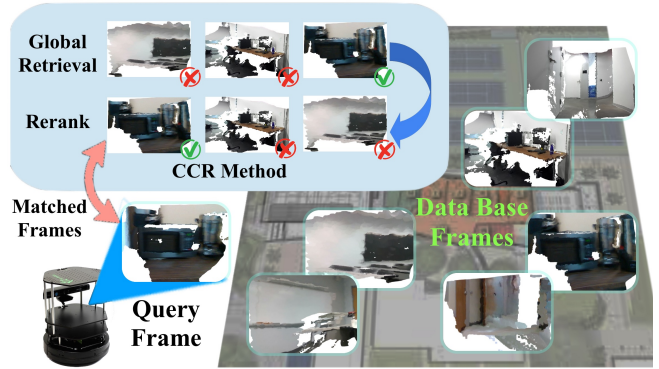 Global
Retrieval
Rerank
CCR Method
Matched
Frames
Data Base
Frames
Query
Frame